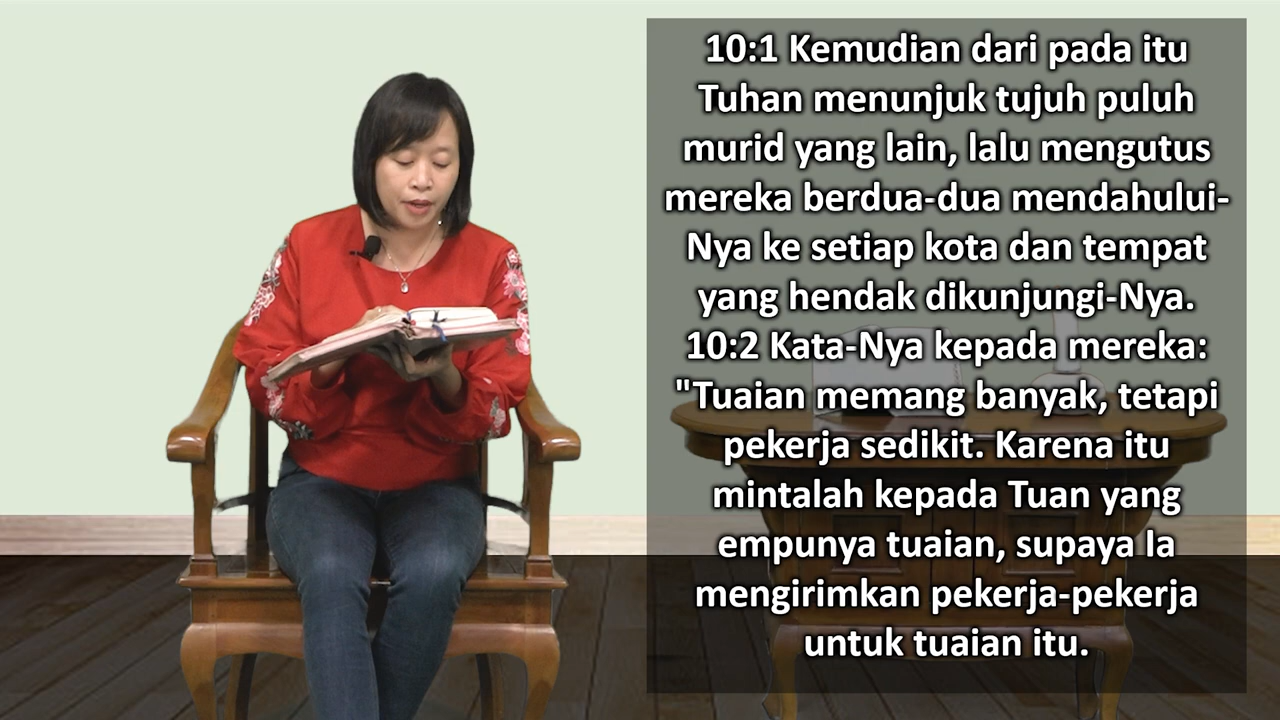 10:1 Kemudian dari pada itu
Tuhan menunjuk tujuh puluh
murid yang lain, lalu mengutus
mereka berdua-dua mendahului-
Nya ke setiap kota dan tempat
yang hendak dikunjungi-Nya.
10:2 Kata-Nya kepada mereka:
"Tuaian memang banyak, tetapi
pekerja sedikit. Karena itu
mintalah kepada Tuan yang
empunya tuaian, supaya Ia
mengirimkan pekerja-pekerja
untuk tuaian itu.